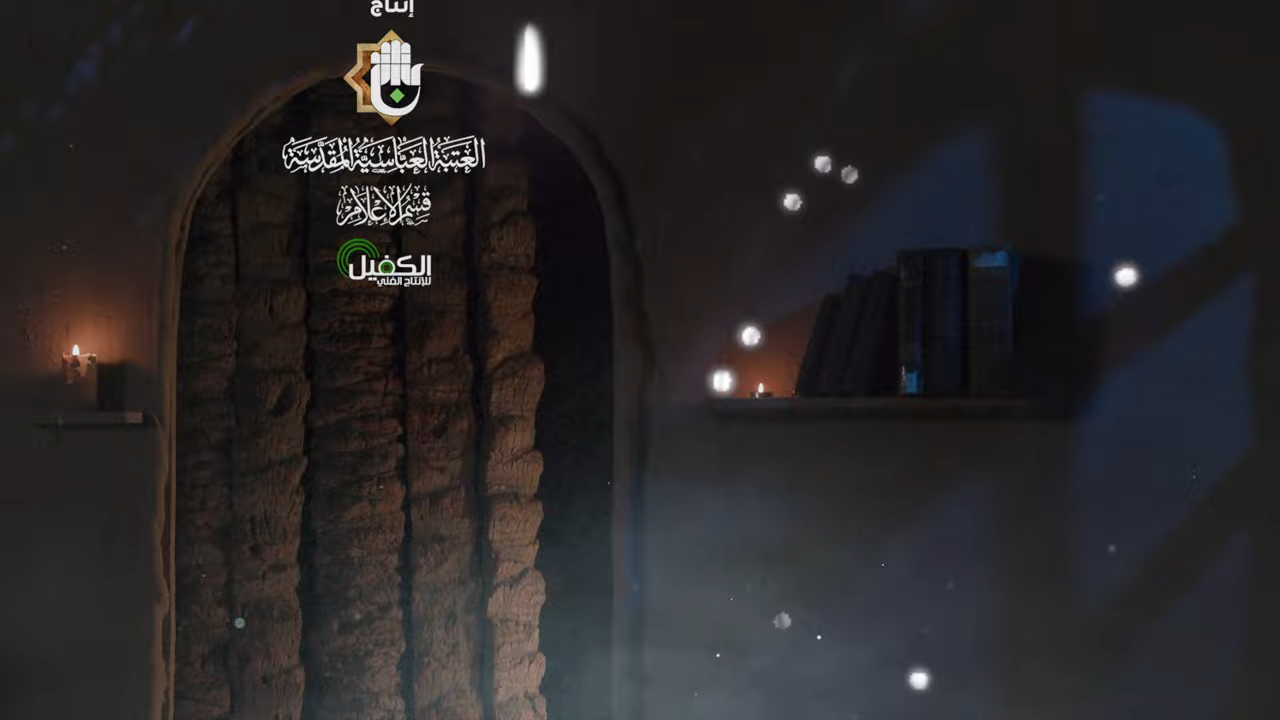 إنتاج
العتبة العباسية المقدسة
قسم الإعلام
الكفيل
للإنتاج الفني